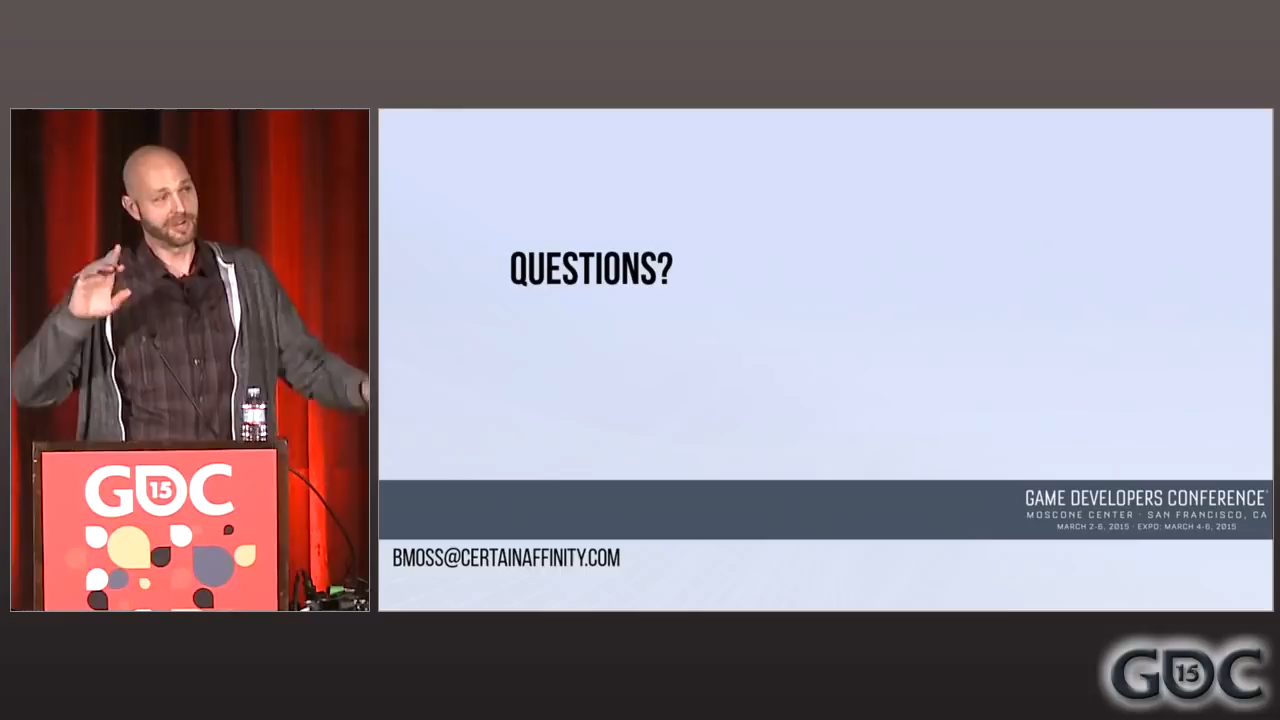 GDC
15
QUESTIONS?
GAME DEVELOPERS CONFERENCE
MOSCONE CENTER · SAN FRANCISCO, CA
MARCH 2-6, 2015 · EXPO: MARCH 4-6, 2015
BMOSS@CERTAINAFFINITY.COM
GDC
15